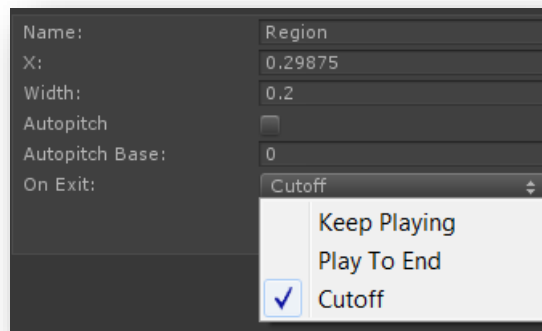 Name: Region
X: 0.29875
Width: 0.2
Autopitch
Autopitch Base: 0
On Exit: Cutoff
Keep Playing
Play To End
Cutoff